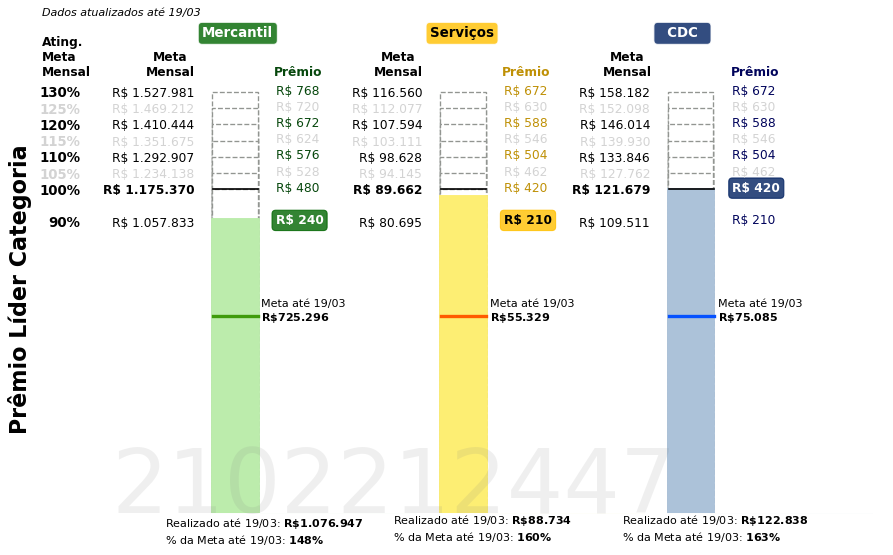 Dados atualizados até 19/03
Mercantil Serviços CDC
Ating. Meta Mensal Meta Mensal Prêmio Meta Mensal Prêmio Meta Mensal Prêmio
130% R$ 1.527.981 R$ 768 R$ 116.560 R$ 672 R$ 158.182 R$ 672
125% R$ 1.469.212 R$ 720 R$ 112.077 R$ 630 R$ 152.098 R$ 630
120% R$ 1.410.444 R$ 672 R$ 107.594 R$ 588 R$ 146.014 R$ 588
115% R$ 1.351.675 R$ 624 R$ 103.111 R$ 546 R$ 139.930 R$ 546
110% R$ 1.292.907 R$ 576 R$ 98.628 R$ 504 R$ 133.846 R$ 504
105% R$ 1.234.138 R$ 528 R$ 94.145 R$ 462 R$ 127.762 R$ 462
100% R$ 1.175.370 R$ 480 R$ 89.662 R$ 420 R$ 121.679 R$ 420
90% R$ 1.057.833 R$ 240 R$ 80.695 R$ 210 R$ 109.511 R$ 210
Prêmio Líder Categoria
Meta até 19/03 Meta até 19/03 Meta até 19/03
R$725.296 R$55.329 R$75.085
2102212447
Realizado até 19/03: R$1.076.947 Realizado até 19/03: R$88.734 Realizado até 19/03: R$122.838
% da Meta até 19/03: 148% % da Meta até 19/03: 160% % da Meta até 19/03: 163%